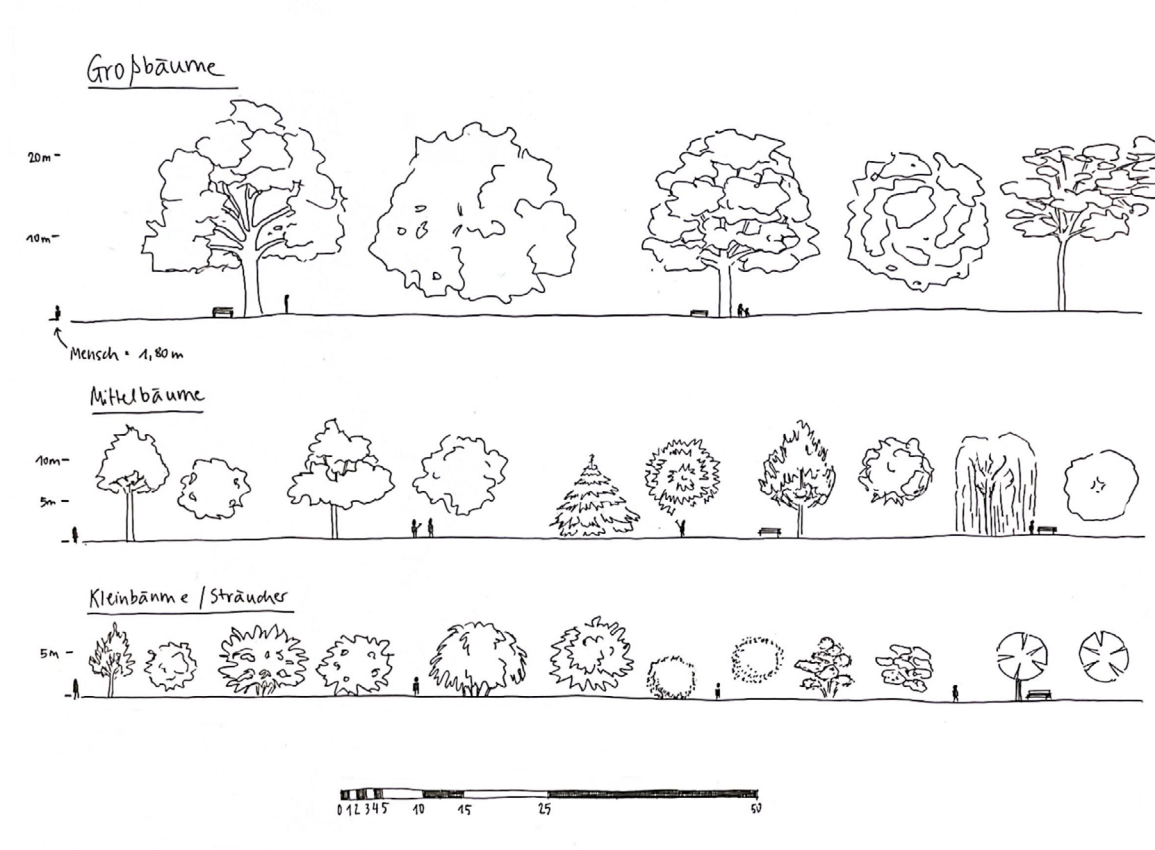 Großbäume
20m
10m
Mensch = 1,80m
Mittelbäume
10m
5m
Kleinbäume / Sträucher
5m
0 1 2 3 4 5 10 15 25 50